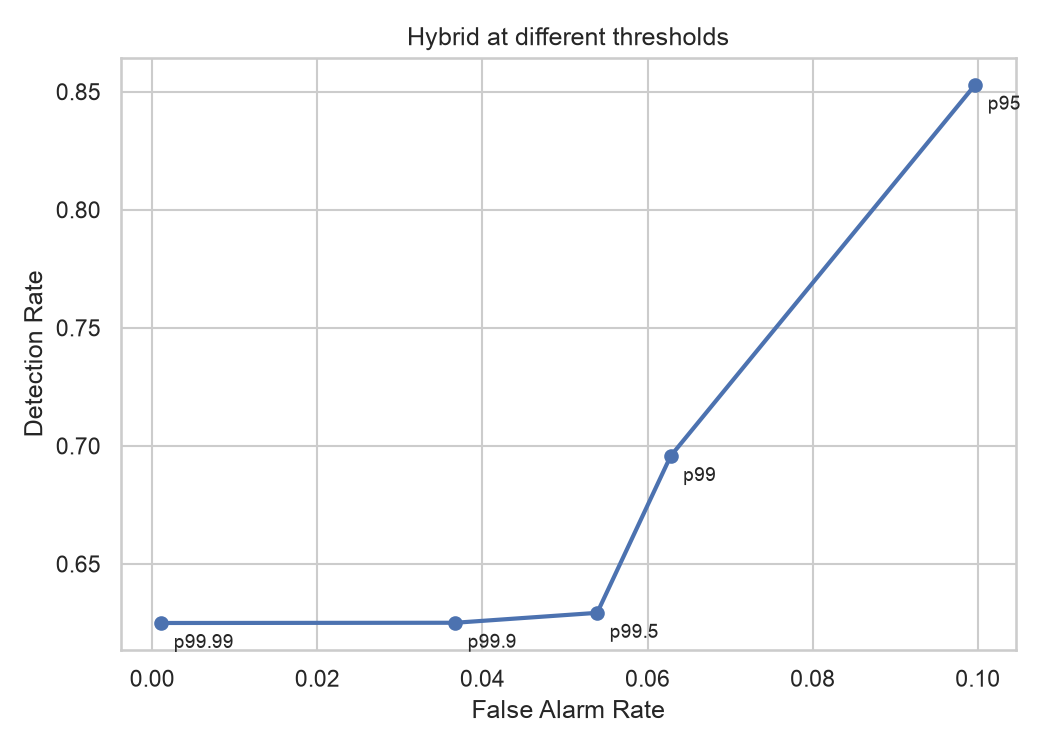 Hybrid at different thresholds
Detection Rate
0.85
0.80
0.75
0.70
0.65
p95
p99
p99.5
p99.9
p99.99
0.00
0.02
0.04
0.06
0.08
0.10
False Alarm Rate